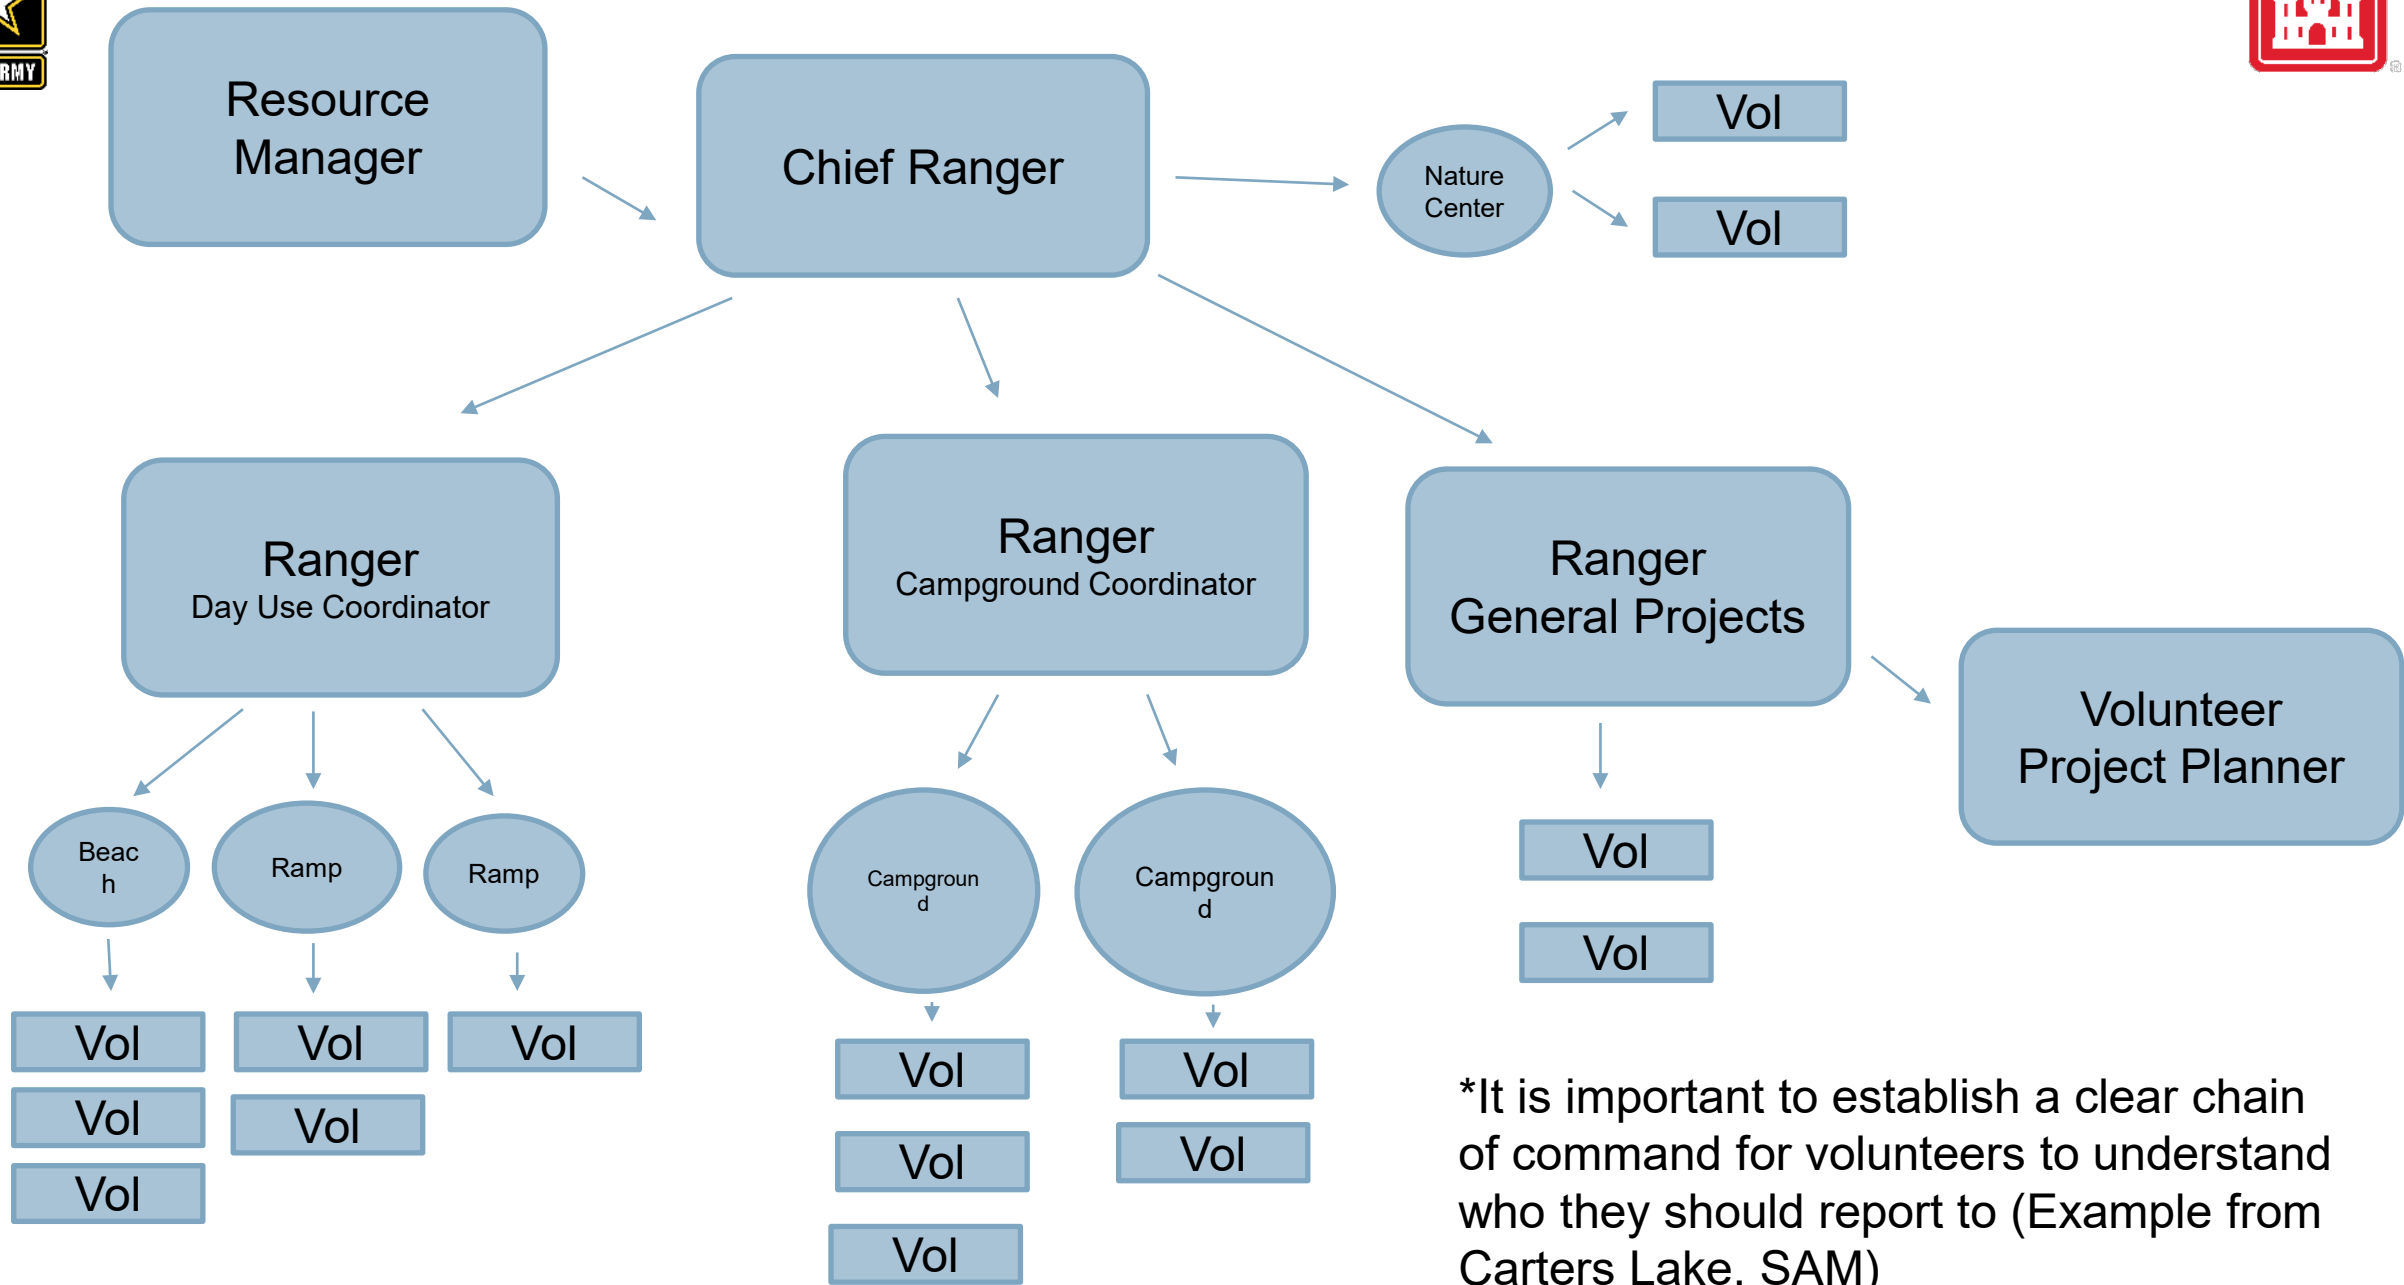 RMY
Resource
Manager
Chief Ranger
Nature
Center
Vol
Vol
Ranger
Day Use Coordinator
Ranger
Campground Coordinator
Ranger
General Projects
Volunteer
Project Planner
Beac
h
Ramp
Ramp
Campgroun
d
Campgroun
d
Vol
Vol
Vol
Vol
Vol
Vol
Vol
Vol
Vol
Vol
Vol
Vol
Vol
*It is important to establish a clear chain
of command for volunteers to understand
who they should report to (Example from
Carters Lake, SAM)